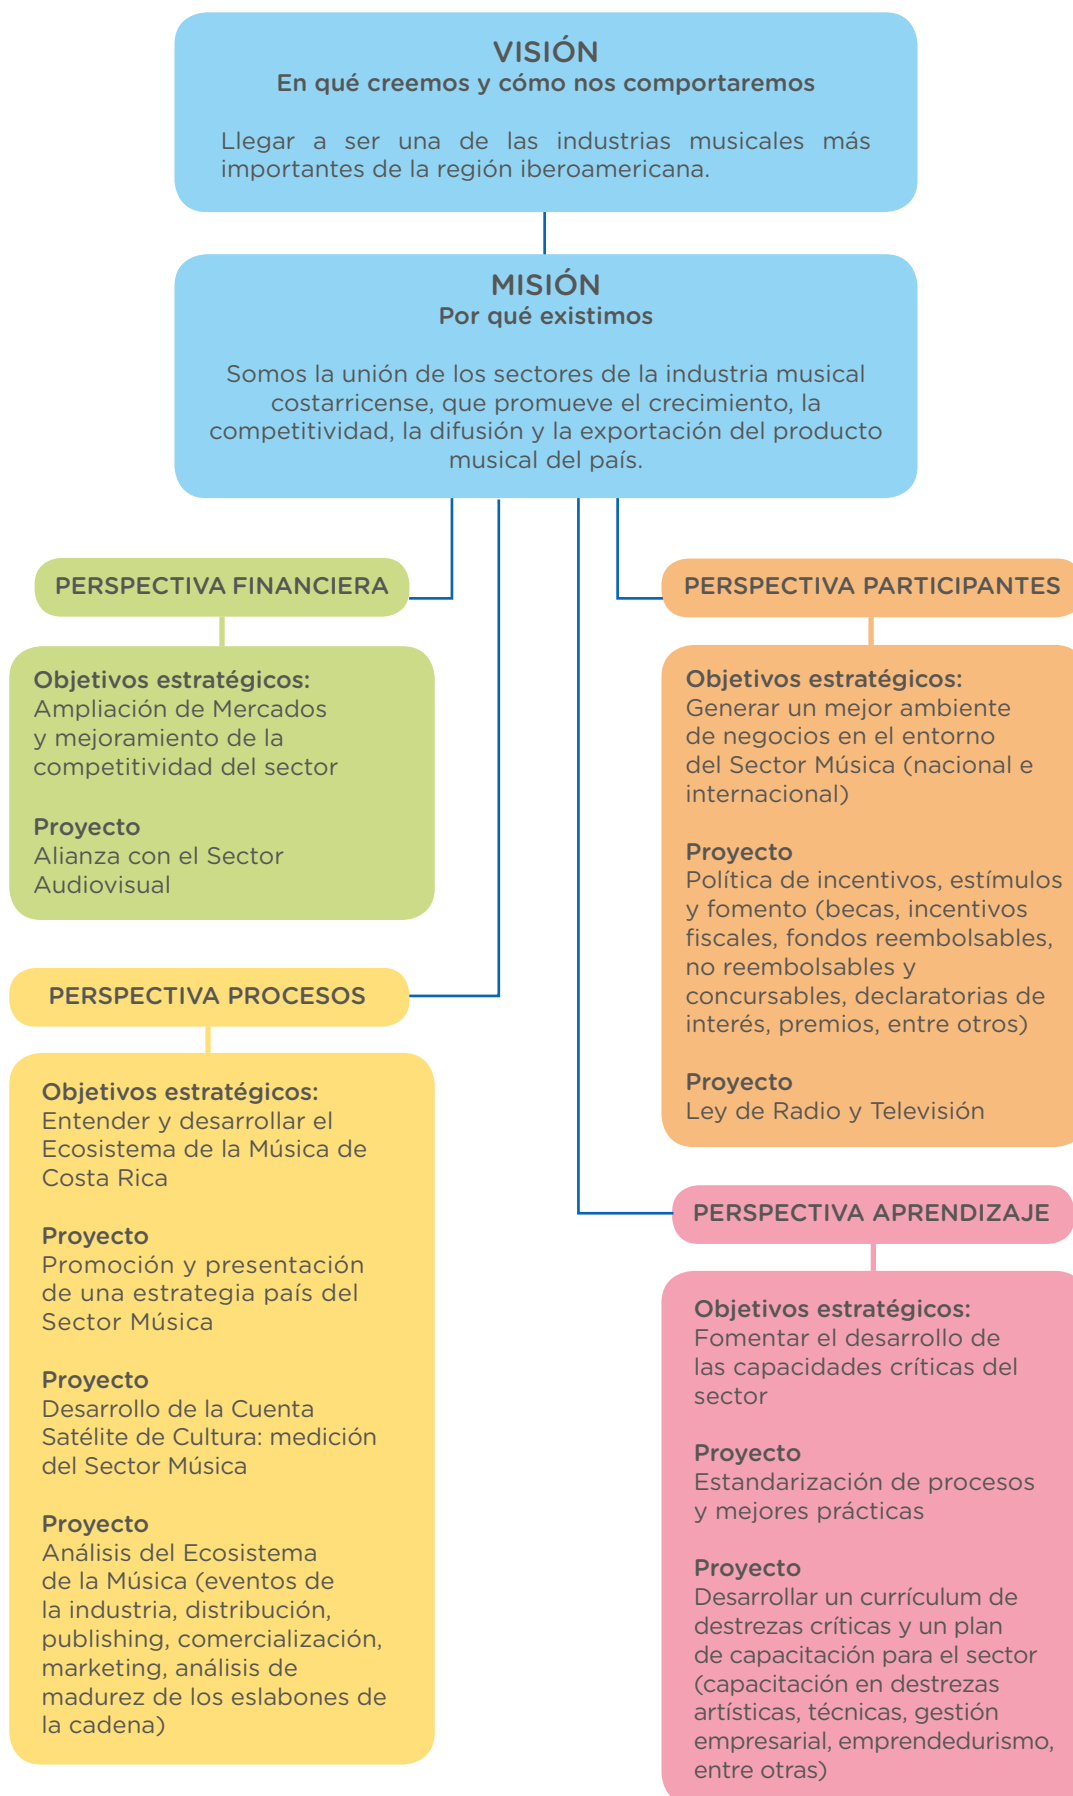 VISIÓN
En qué creemos y cómo nos comportaremos
Llegar a ser una de las industrias musicales más
importantes de la región iberoamericana.
MISIÓN
Por qué existimos
Somos la unión de los sectores de la industria musical
costarricense, que promueve el crecimiento, la
competitividad, la difusión y la exportación del producto
musical del país.
PERSPECTIVA FINANCIERA
Objetivos estratégicos:
Ampliación de Mercados
y mejoramiento de la
competitividad del sector
Proyecto
Alianza con el Sector
Audiovisual
PERSPECTIVA PROCESOS
Objetivos estratégicos:
Entender y desarrollar el
Ecosistema de la Música de
Costa Rica
Proyecto
Promoción y presentación
de una estrategia país del
Sector Música
Proyecto
Desarrollo de la Cuenta
Satélite de Cultura: medición
del Sector Música
Proyecto
Análisis del Ecosistema
de la Música (eventos de
la industria, distribución,
publishing, comercialización,
marketing, análisis de
madurez de los eslabones de
la cadena)
PERSPECTIVA PARTICIPANTES
Objetivos estratégicos:
Generar un mejor ambiente
de negocios en el entorno
del Sector Música (nacional e
internacional)
Proyecto
Política de incentivos, estímulos
y fomento (becas, incentivos
fiscales, fondos reembolsables,
no reembolsables y
concursables, declaratorias de
interés, premios, entre otros)
Proyecto
Ley de Radio y Televisión
PERSPECTIVA APRENDIZAJE
Objetivos estratégicos:
Fomentar el desarrollo de
las capacidades críticas del
sector
Proyecto
Estandarización de procesos
y mejores prácticas
Proyecto
Desarrollar un currículum de
destrezas críticas y un plan
de capacitación para el sector
(capacitación en destrezas
artísticas, técnicas, gestión
empresarial, emprendedurismo,
entre otras)